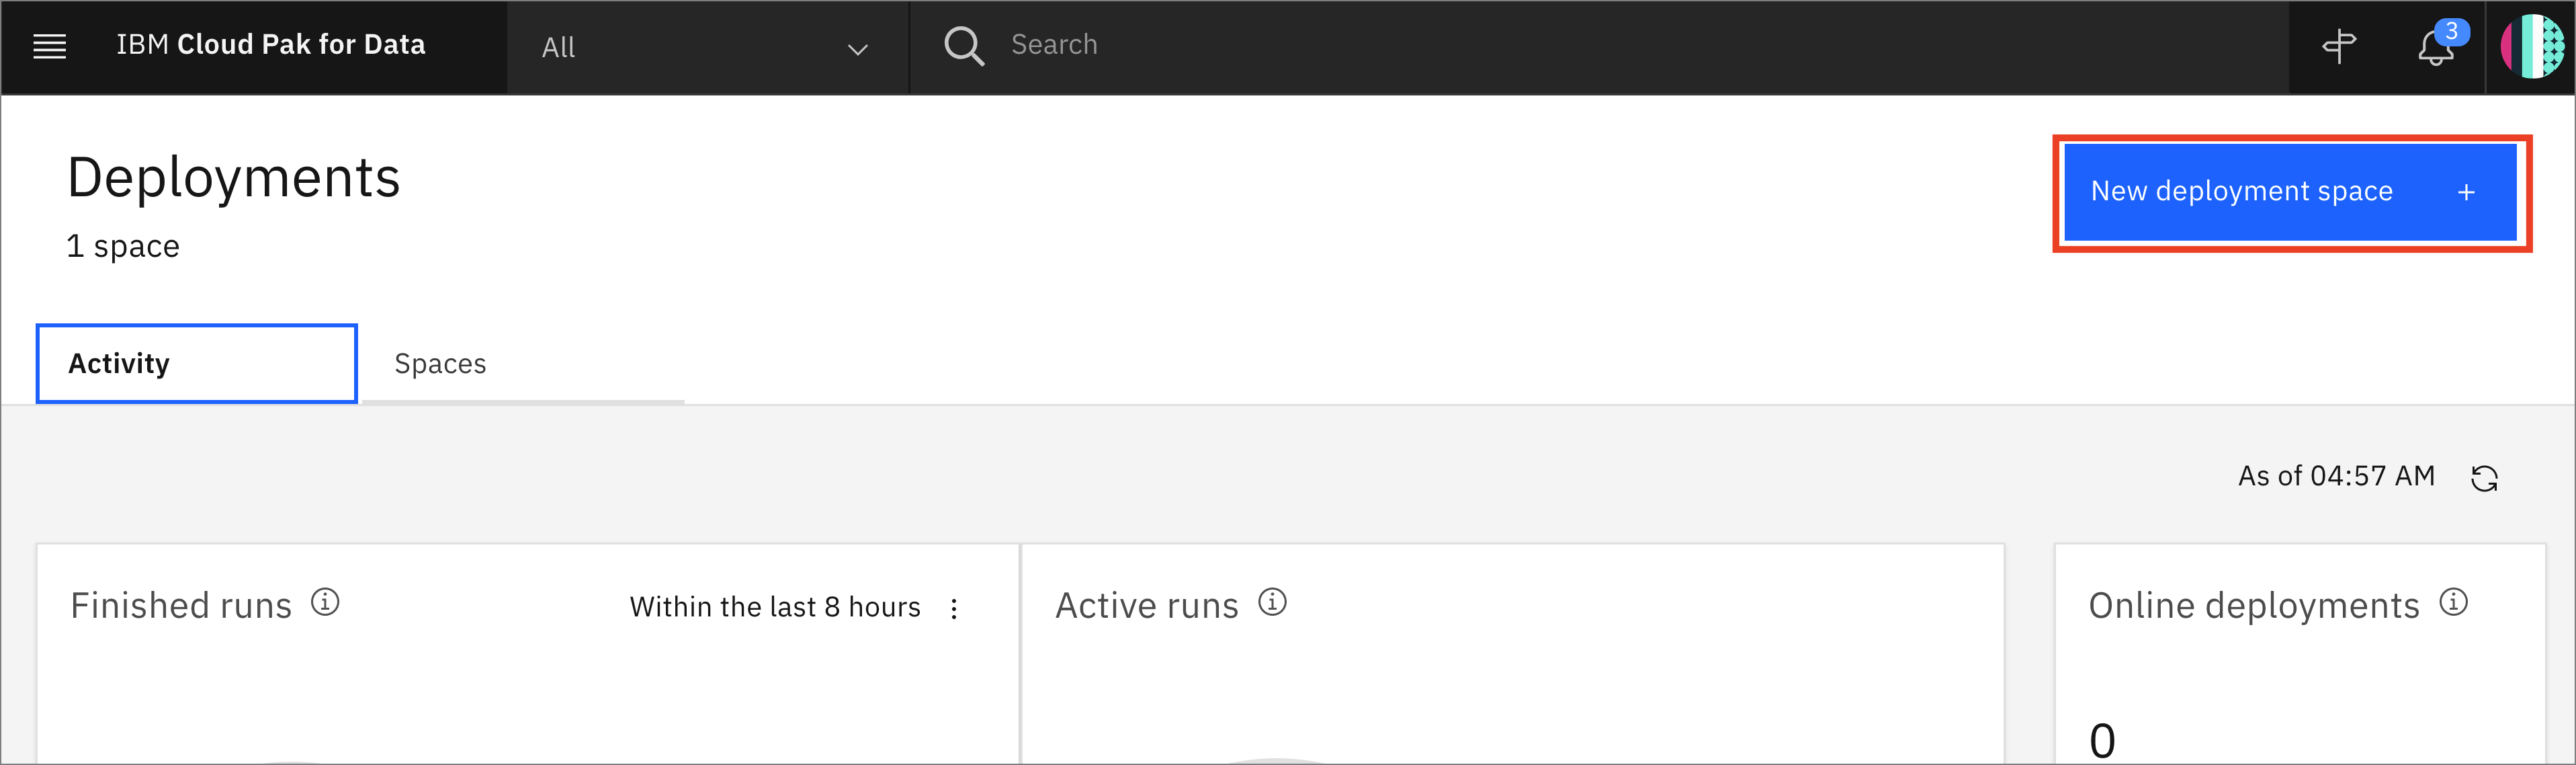 IBM Cloud Pak for Data
All
Search
3
Deployments
1 space
New deployment space +
Activity
Spaces
As of 04:57 AM
Finished runs
Within the last 8 hours
Active runs
Online deployments
0